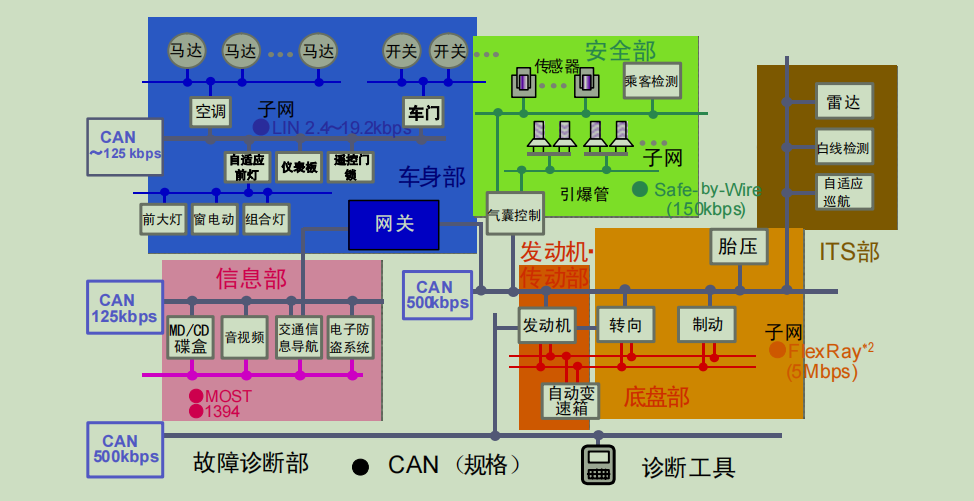 马达
马达
马达
开关
开关
安全部
传感器
乘客检测
空调
子网
车门
LIN 2.4~19.2kbps
CAN
~125 kbps
自适应
前灯
仪表板
遥控门
锁
车身部
前大灯
窗电动
组合灯
网关
子网
引爆管
Safe-by-Wire
(150kbps)
气囊控制
雷达
白线检测
自适应
巡航
ITS部
胎压
发动机·
传动部
信息部
CAN
125kbps
CAN
500kbps
MD/CD
碟盒
音视频
交通信
息导航
电子防
盗系统
发动机
转向
制动
子网
FlexRay*2
(5Mbps)
自动变
速箱
底盘部
MOST
1394
CAN
500kbps
故障诊断部
CAN（规格）
诊断工具